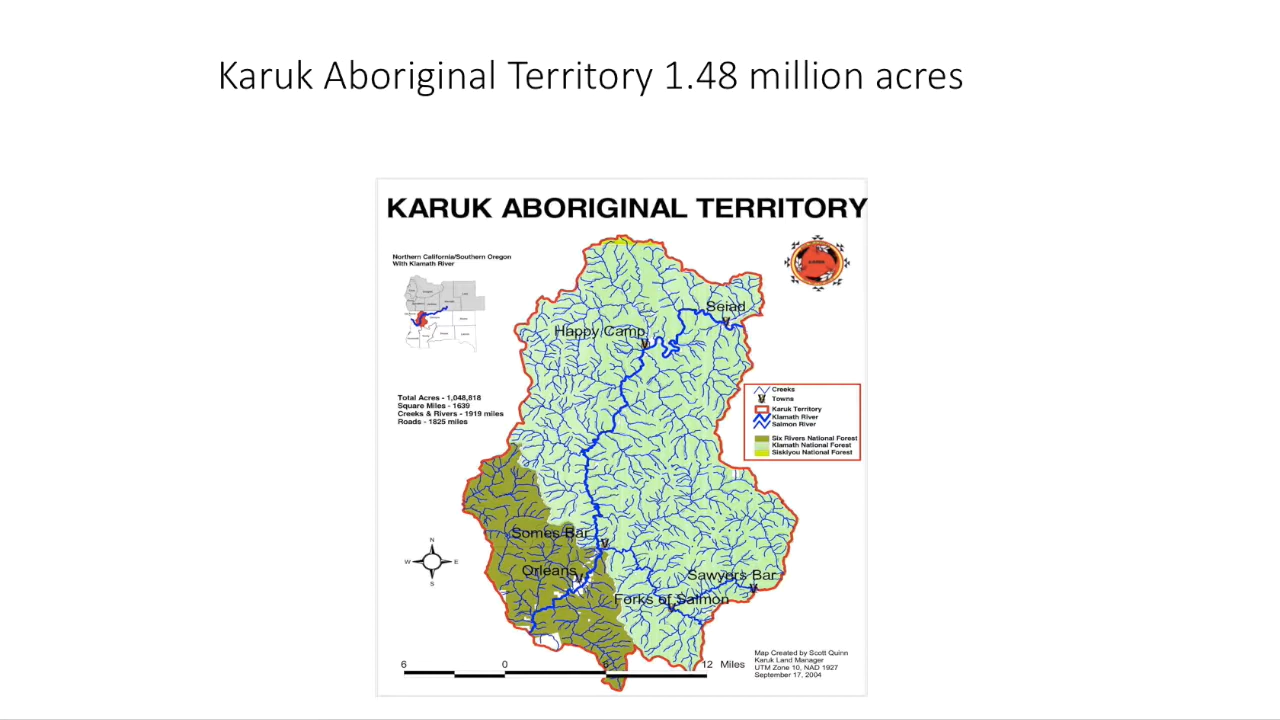 Karuk Aboriginal Territory 1.48 million acres
KARUK ABORIGINAL TERRITORY
Northern California/Southern Oregon
With Klamath River
Seiad
Happy Camp
Total Acres - 1,048,818
Square Miles - 1639
Creeks & Rivers - 1919 miles
Roads - 1825 miles
Creeks
Towns
Karuk Territory
Klamath River
Salmon River
Six Rivers National Forest
Klamath National Forest
Siskiyou National Forest
Somes Bar
N
W E
S
Orleans
Sawyers Bar
Forks of Salmon
6 0 6 12 Miles
Map Created by Scott Quinn
Karuk Land Manager
UTM Zone 10, NAD 1927
September 17, 2004